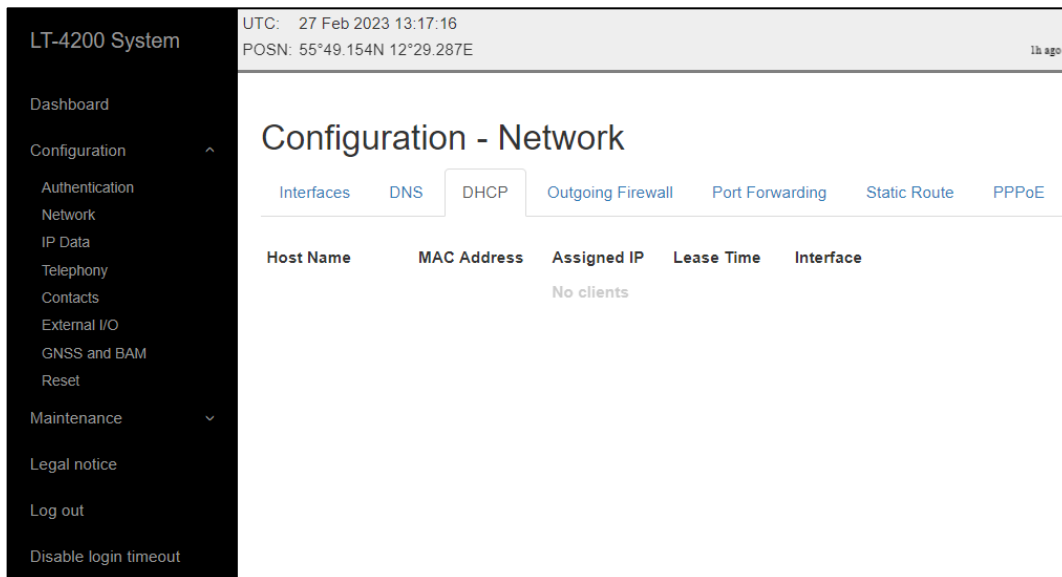 LT-4200 System
UTC: 27 Feb 2023 13:17:16
POSN: 55°49.154N 12°29.287E
1h ago
Dashboard
Configuration
Authentication
Network
IP Data
Telephony
Contacts
External I/O
GNSS and BAM
Reset
Maintenance
Legal notice
Log out
Disable login timeout
Configuration - Network
Interfaces DNS DHCP Outgoing Firewall Port Forwarding Static Route PPPoE
Host Name MAC Address Assigned IP Lease Time Interface
No clients